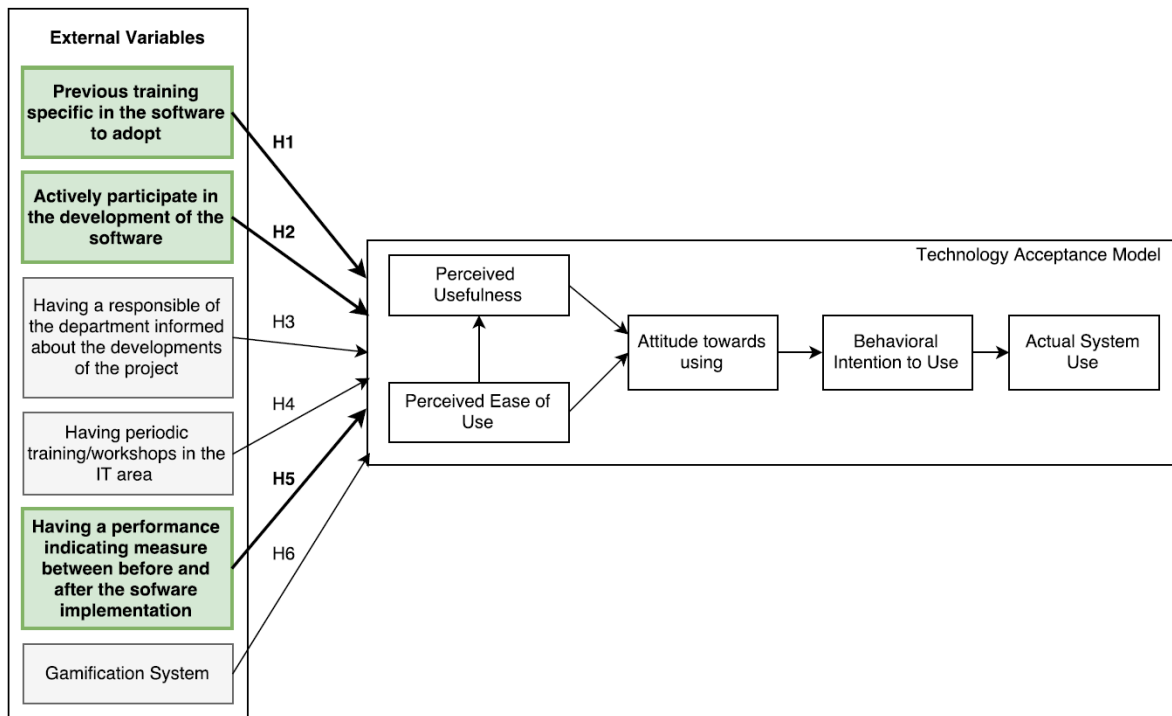 External Variables
Previous training
specific in the software
to adopt
H1
Actively participate in
the development of the
software
H2
Having a responsible of
the department informed
about the developments
of the project
H3
Having periodic
training/workshops in the
IT area
H4
Having a performance
indicating measure
between before and
after the sofware
implementation
H5
Gamification System
H6
Technology Acceptance Model
Perceived
Usefulness
Perceived Ease of
Use
Attitude towards
using
Behavioral
Intention to Use
Actual System
Use